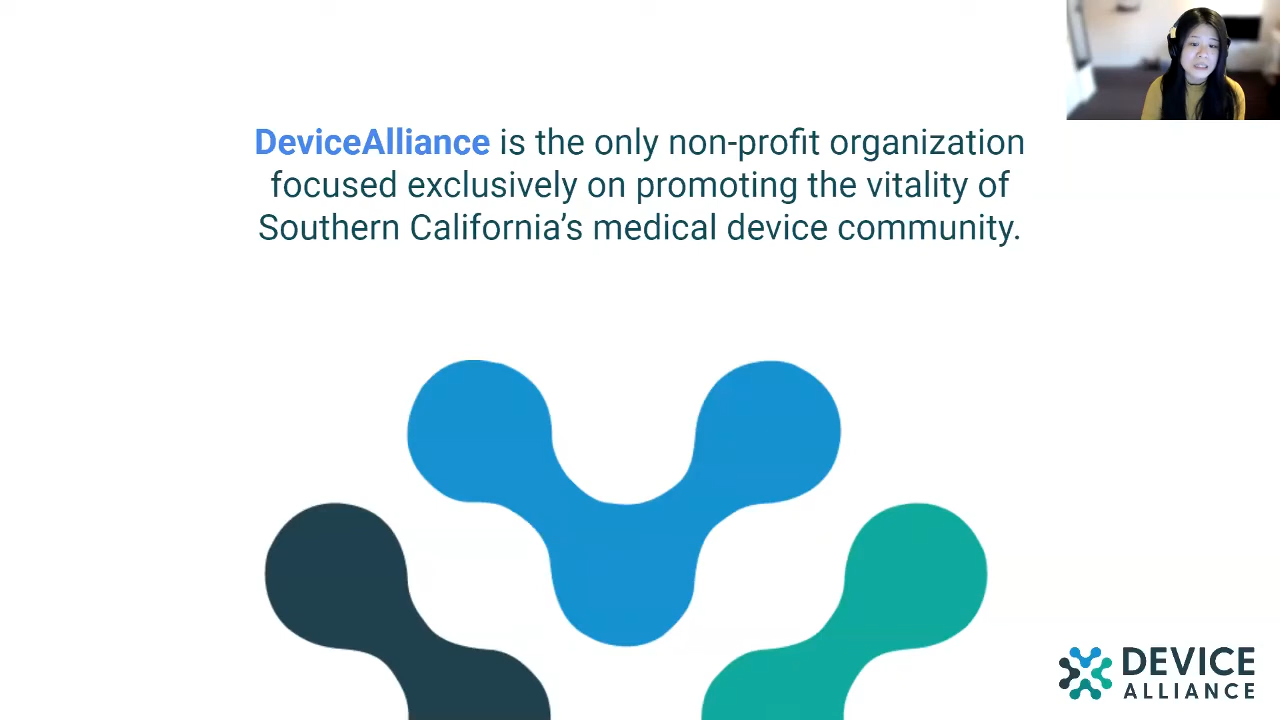 DeviceAlliance is the only non-profit organization
focused exclusively on promoting the vitality of
Southern California’s medical device community.
DEVICE
ALLIANCE